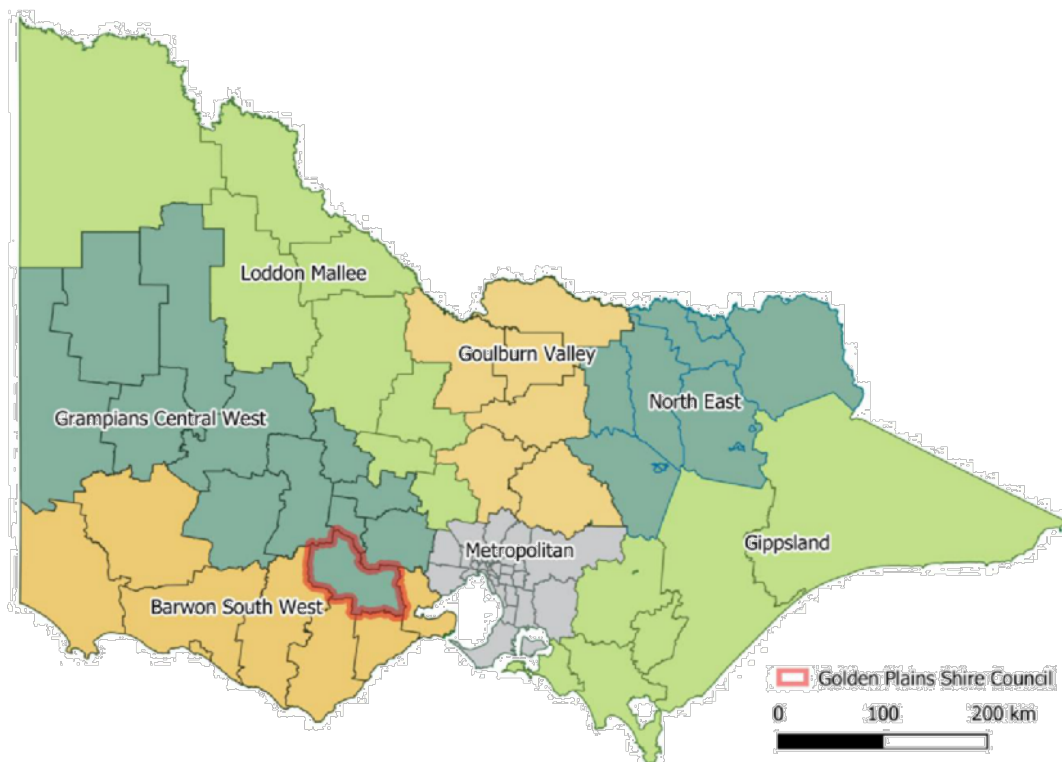 Loddon Mallee
Goulburn Valley
North East
Grampians Central West
Metropolitan
Gippsland
Barwon South West
Golden Plains Shire Council
0 100 200 km